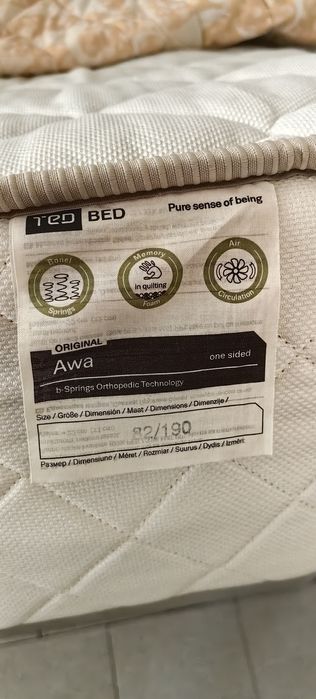 TED BED
Pure sense of being
Bonel
Springs
Memory
in quilting
Foam
Air
Circulation
ORIGINAL
Awa
one sided
b-Springs Orthopedic Technology
Size / Größe / Dimensión / Maat / Dimensions / Dimenzije /
82/190
Размер / Dimensiune / Méret / Rozmiar / Suurus / Dydis / Izmēri: